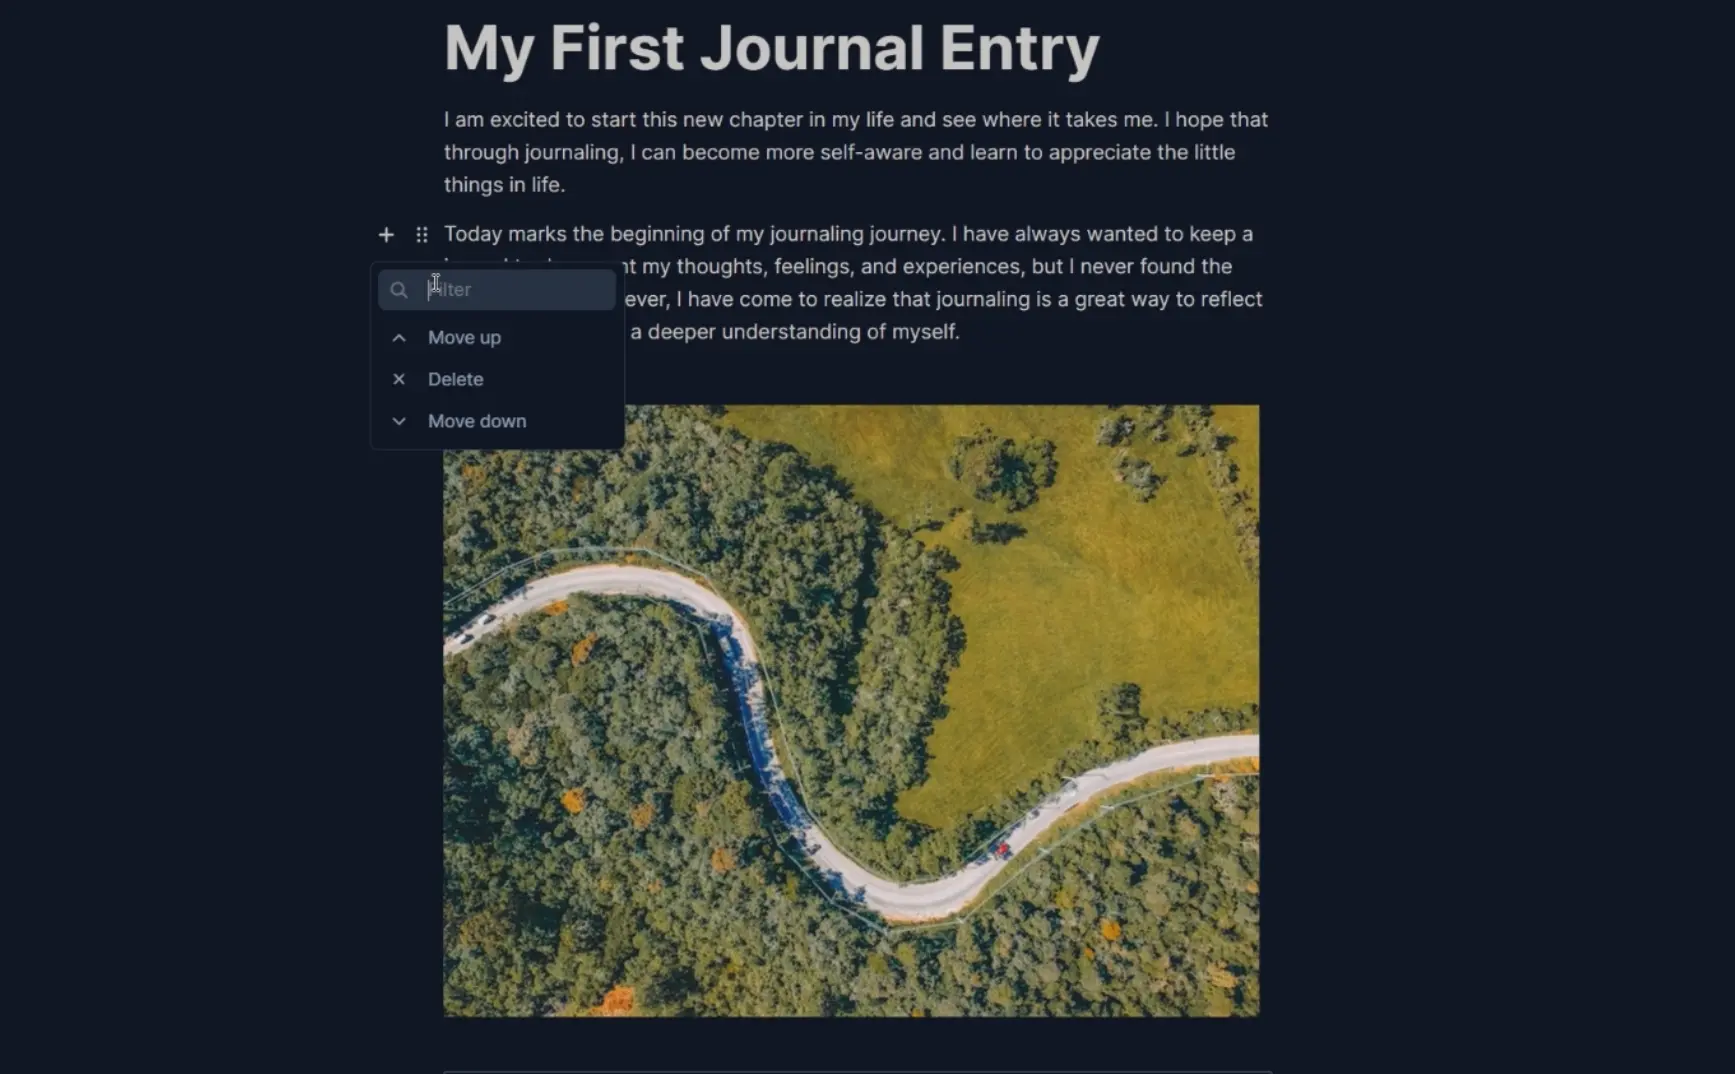 My First Journal Entry
I am excited to start this new chapter in my life and see where it takes me. I hope that
through journaling, I can become more self-aware and learn to appreciate the little
things in life.
Today marks the beginning of my journaling journey. I have always wanted to keep a
my thoughts, feelings, and experiences, but I never found the
ever, I have come to realize that journaling is a great way to reflect
a deeper understanding of myself.
Filter
Move up
Delete
Move down